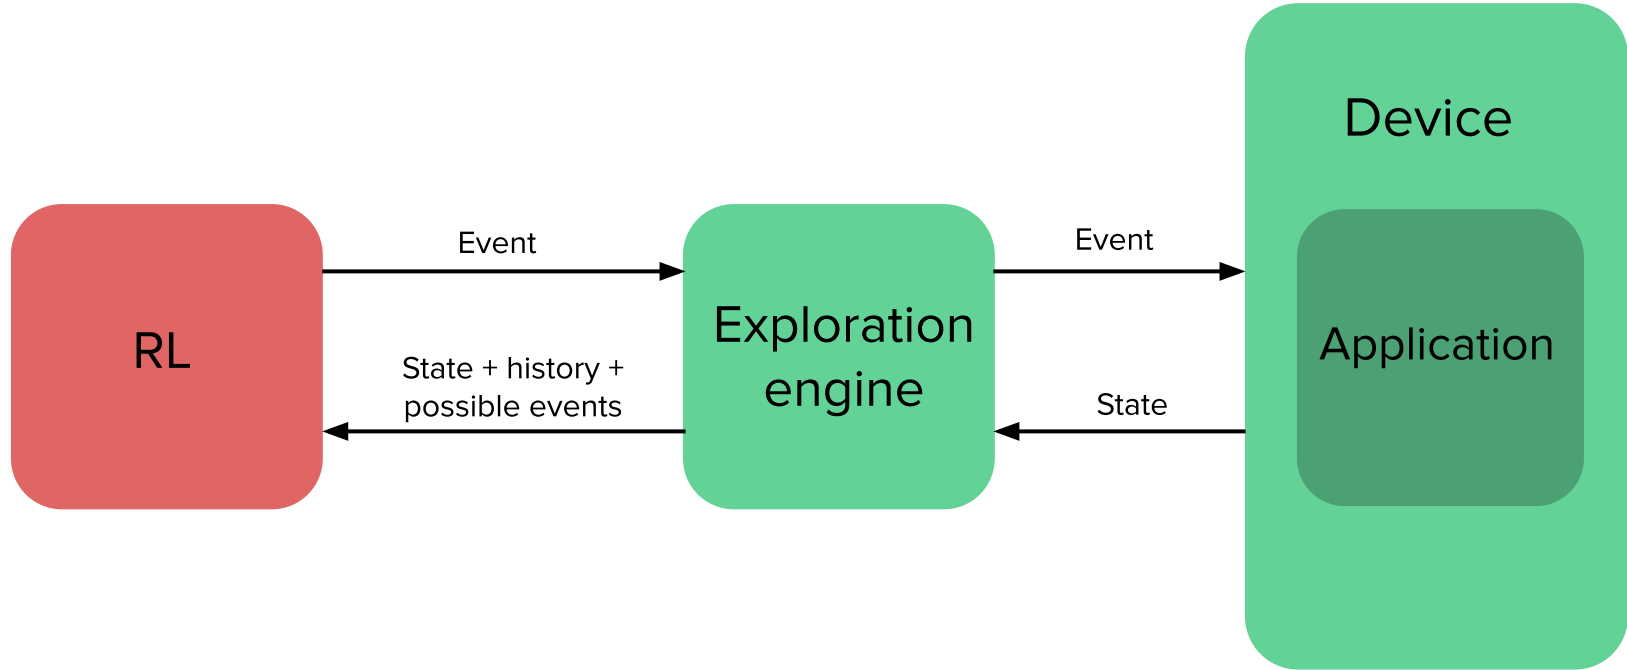 Device
Event
Event
RL
Exploration
engine
Application
State + history +
possible events
State